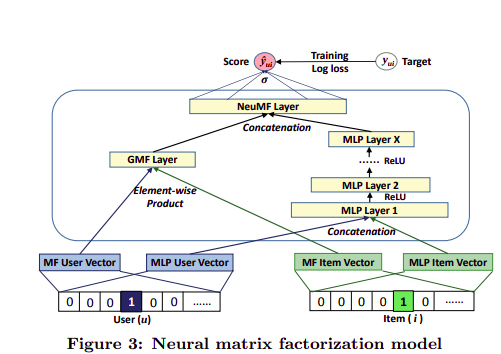 Score ŷui Training yui Target
Log loss
σ
NeuMF Layer
Concatenation
MLP Layer X
GMF Layer
...... ReLU
Element-wise
Product
MLP Layer 2
ReLU
MLP Layer 1
Concatenation
MF User Vector MLP User Vector MF Item Vector MLP Item Vector
0 0 0 1 0 0 ...... 0 0 0 0 1 0 ......
User (u) Item ( i )
Figure 3: Neural matrix factorization model